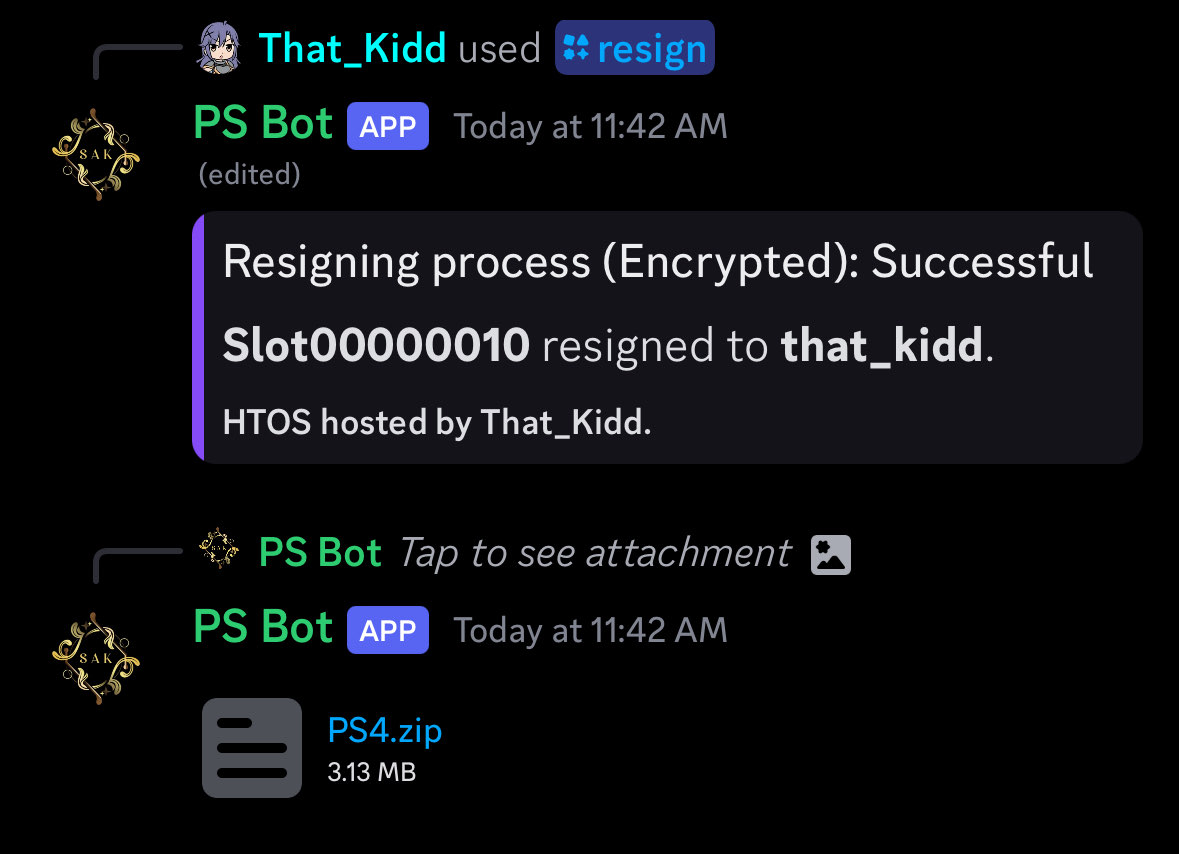 That_Kidd used resign
PS Bot APP Today at 11:42 AM
(edited)
SAK
Resigning process (Encrypted): Successful
Slot00000010 resigned to that_kidd.
HTOS hosted by That_Kidd.
PS Bot Tap to see attachment
PS Bot APP Today at 11:42 AM
SAK
PS4.zip
3.13 MB